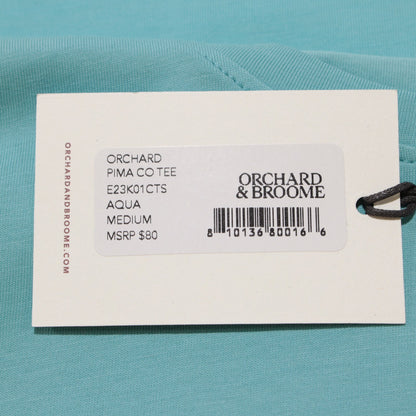 ORCHARDANDBROOME.COM
ORCHARD
PIMA CO TEE
E23K01CTS
AQUA
MEDIUM
MSRP $80
ORCHARD
& BROOME
8 10136 80016 6